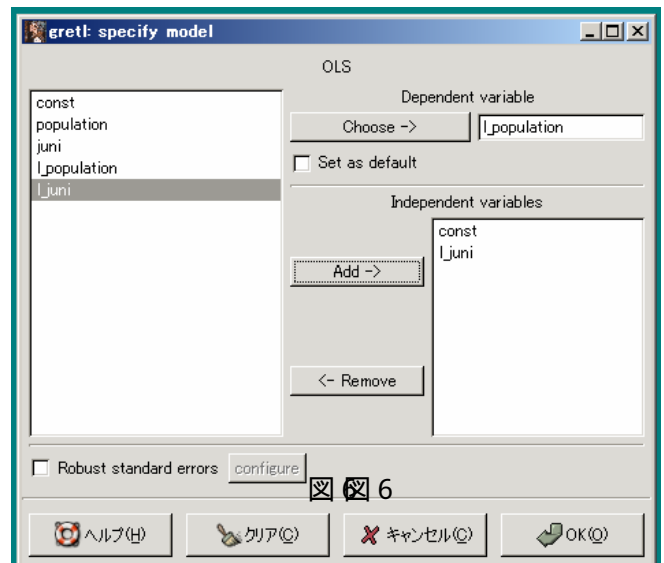 gretl: specify model
OLS
const
population
juni
l_population
l_juni
Dependent variable
Choose ->
l_population
Set as default
Independent variables
const
l_juni
Add ->
<- Remove
Robust standard errors
configure
図 6
ヘルプ(H)
クリア(C)
キャンセル(C)
OK(O)